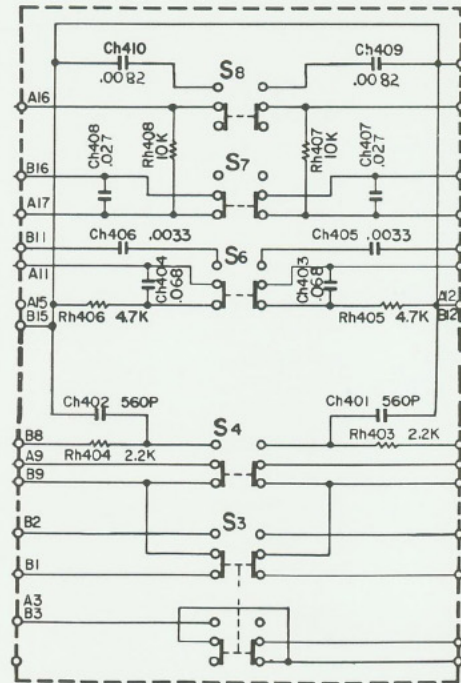 Ch410 Ch409
.0082 S8 .0082
A16
Ch408 .027
Rh408 10K
Rh407 10K
Ch407 .027
B16 S7
A17
B11 Ch406 .0033 Ch405 .0033
A11 S6
Ch404 .068
Ch403 .068
A15 A12
B15 Rh406 4.7K Rh405 4.7K B12
Ch402 560P Ch401 560P
B8 S4
Rh404 2.2K Rh403 2.2K
A9
B9
B2 S3
B1
A3
B3